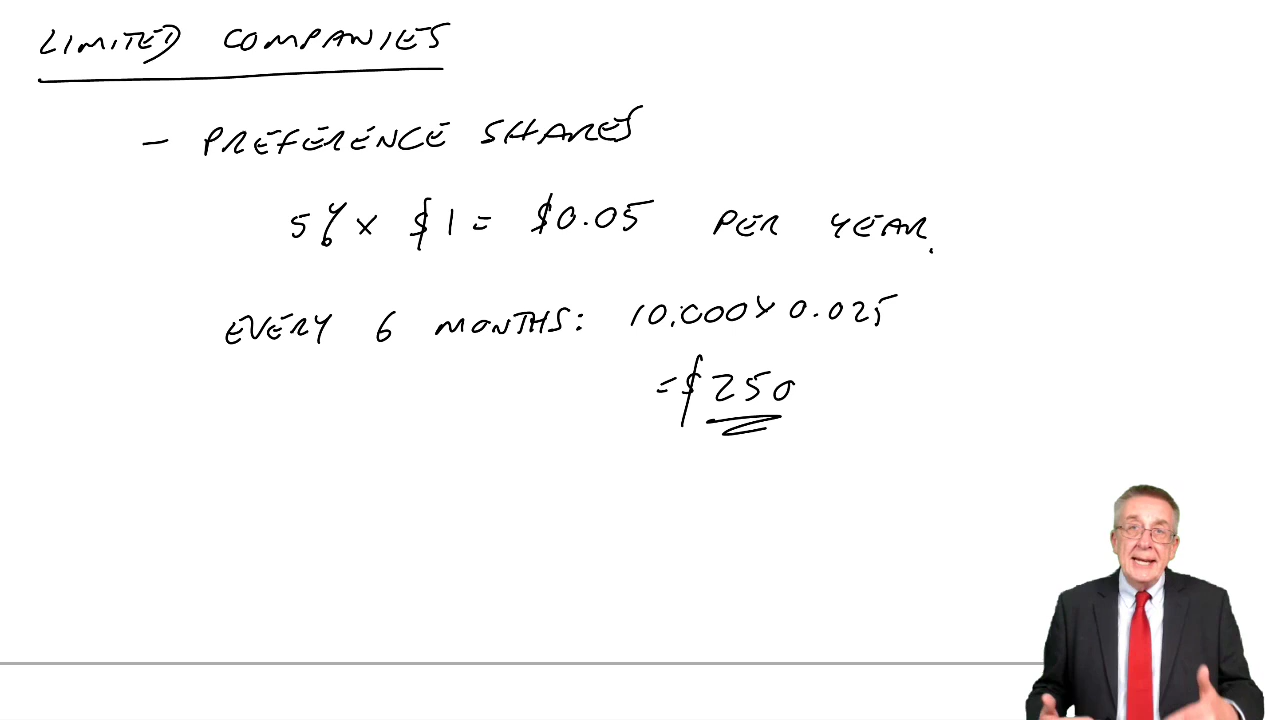 LIMITED COMPANIES
- PREFERENCE SHARES
5% x $1 = $0.05 PER YEAR.
EVERY 6 MONTHS: 10,000 x 0.025
= $250